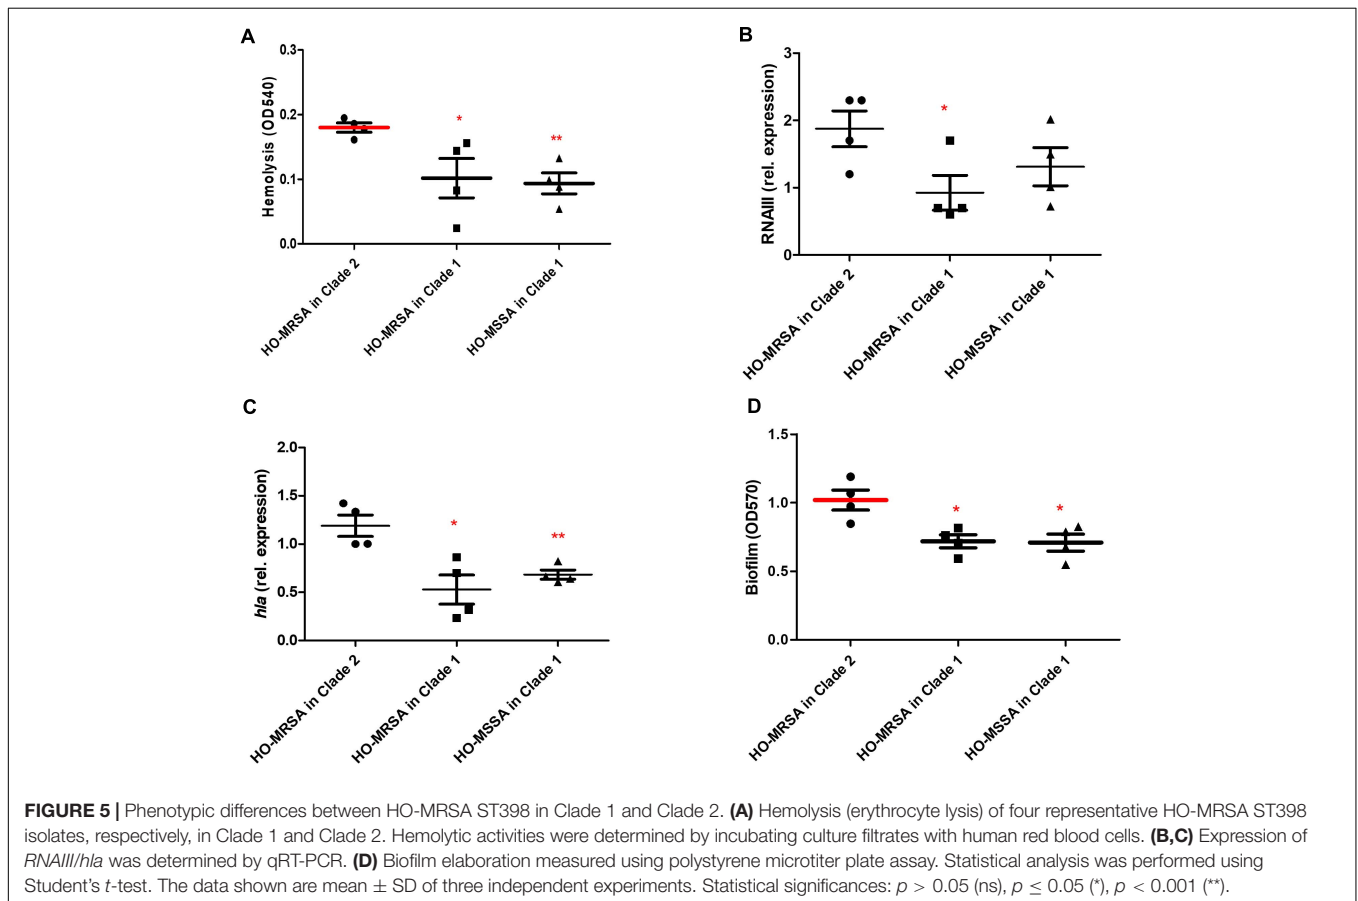 A
0.3
0.2
0.1
0.0
Hemolysis (OD540)
*
**
HO-MRSA in Clade 2
HO-MRSA in Clade 1
HO-MSSA in Clade 1
B
3
2
1
0
RNAIII (rel. expression)
*
HO-MRSA in Clade 2
HO-MRSA in Clade 1
HO-MSSA in Clade 1
C
2.0
1.5
1.0
0.5
0.0
hla (rel. expression)
*
**
HO-MRSA in Clade 2
HO-MRSA in Clade 1
HO-MSSA in Clade 1
D
1.5
1.0
0.5
0.0
Biofilm (OD570)
*
*
HO-MRSA in Clade 2
HO-MRSA in Clade 1
HO-MSSA in Clade 1
FIGURE 5 | Phenotypic differences between HO-MRSA ST398 in Clade 1 and Clade 2. (A) Hemolysis (erythrocyte lysis) of four representative HO-MRSA ST398
isolates, respectively, in Clade 1 and Clade 2. Hemolytic activities were determined by incubating culture filtrates with human red blood cells. (B,C) Expression of
RNAIII/hla was determined by qRT-PCR. (D) Biofilm elaboration measured using polystyrene microtiter plate assay. Statistical analysis was performed using
Student's t-test. The data shown are mean ± SD of three independent experiments. Statistical significances: p > 0.05 (ns), p ≤ 0.05 (*), p < 0.001 (**).